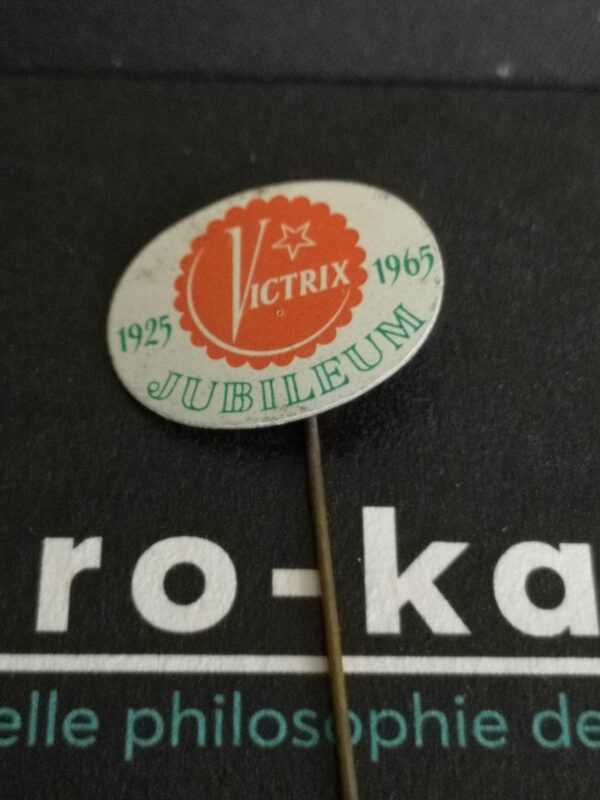 VICTRIX
1925 1965
JUBILEUM
ro-ka
elle philosophie de